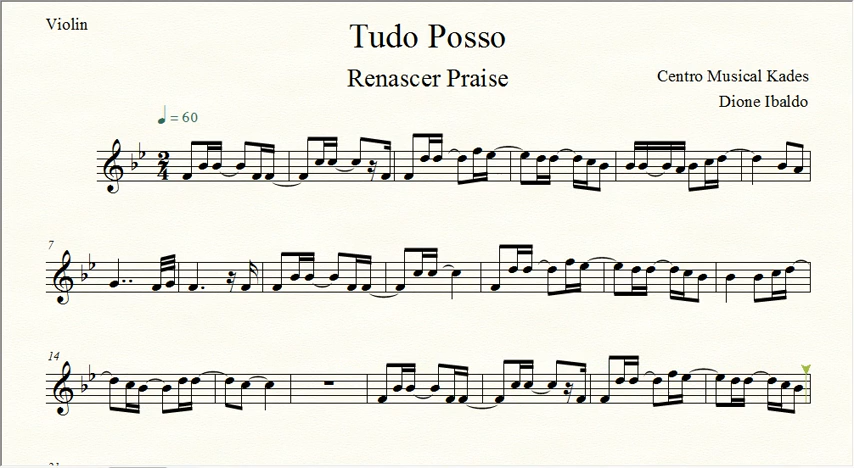 Violin
Tudo Posso
Renascer Praise
Centro Musical Kades
Dione Ibaldo
= 60
2
4
7
14